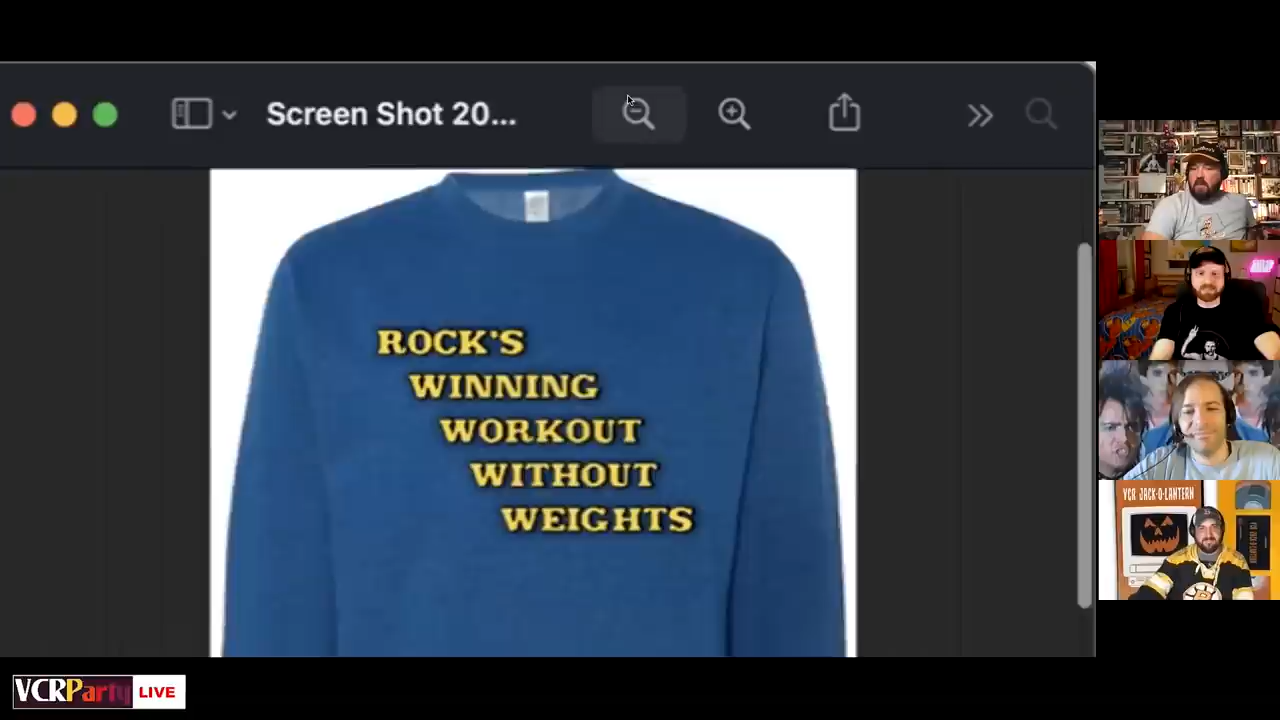 Screen Shot 20...
ROCK'S
WINNING
WORKOUT
WITHOUT
WEIGHTS
VCR JACK-O-LANTERN
VCRParty LIVE